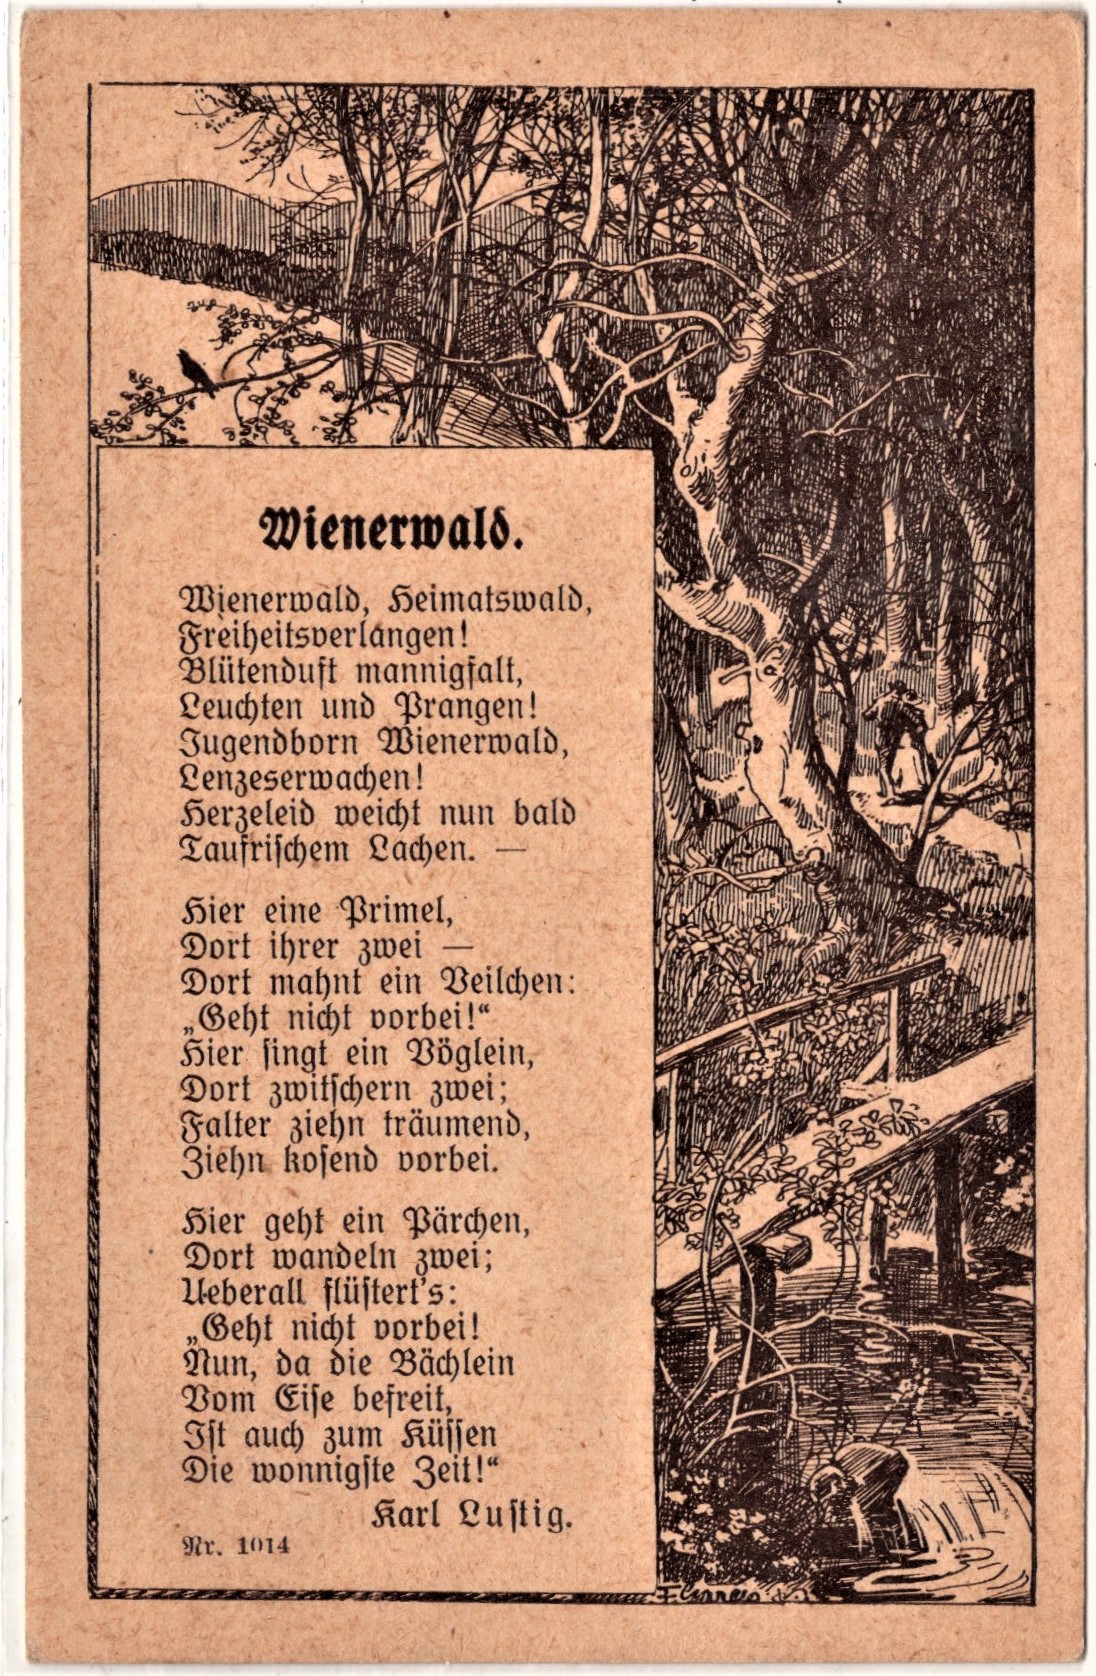 Wienerwald.
Wienerwald, Heimatswald,
Freiheitsverlangen!
Blütenduft mannigfalt,
Leuchten und Prangen!
Jugendborn Wienerwald,
Lenzeserwachen!
Herzeleid weicht nun bald
Taufrischem Lachen. —
Hier eine Primel,
Dort ihrer zwei —
Dort mahnt ein Veilchen:
„Geht nicht vorbei!“
Hier singt ein Vöglein,
Dort zwitschern zwei;
Falter ziehn träumend,
Ziehn kosend vorbei.
Hier geht ein Pärchen,
Dort wandeln zwei;
Ueberall flüstert's:
„Geht nicht vorbei!
Nun, da die Bächlein
Vom Eise befreit,
Ist auch zum Küssen
Die wonnigste Zeit!“
Karl Lustig.
Nr. 1014